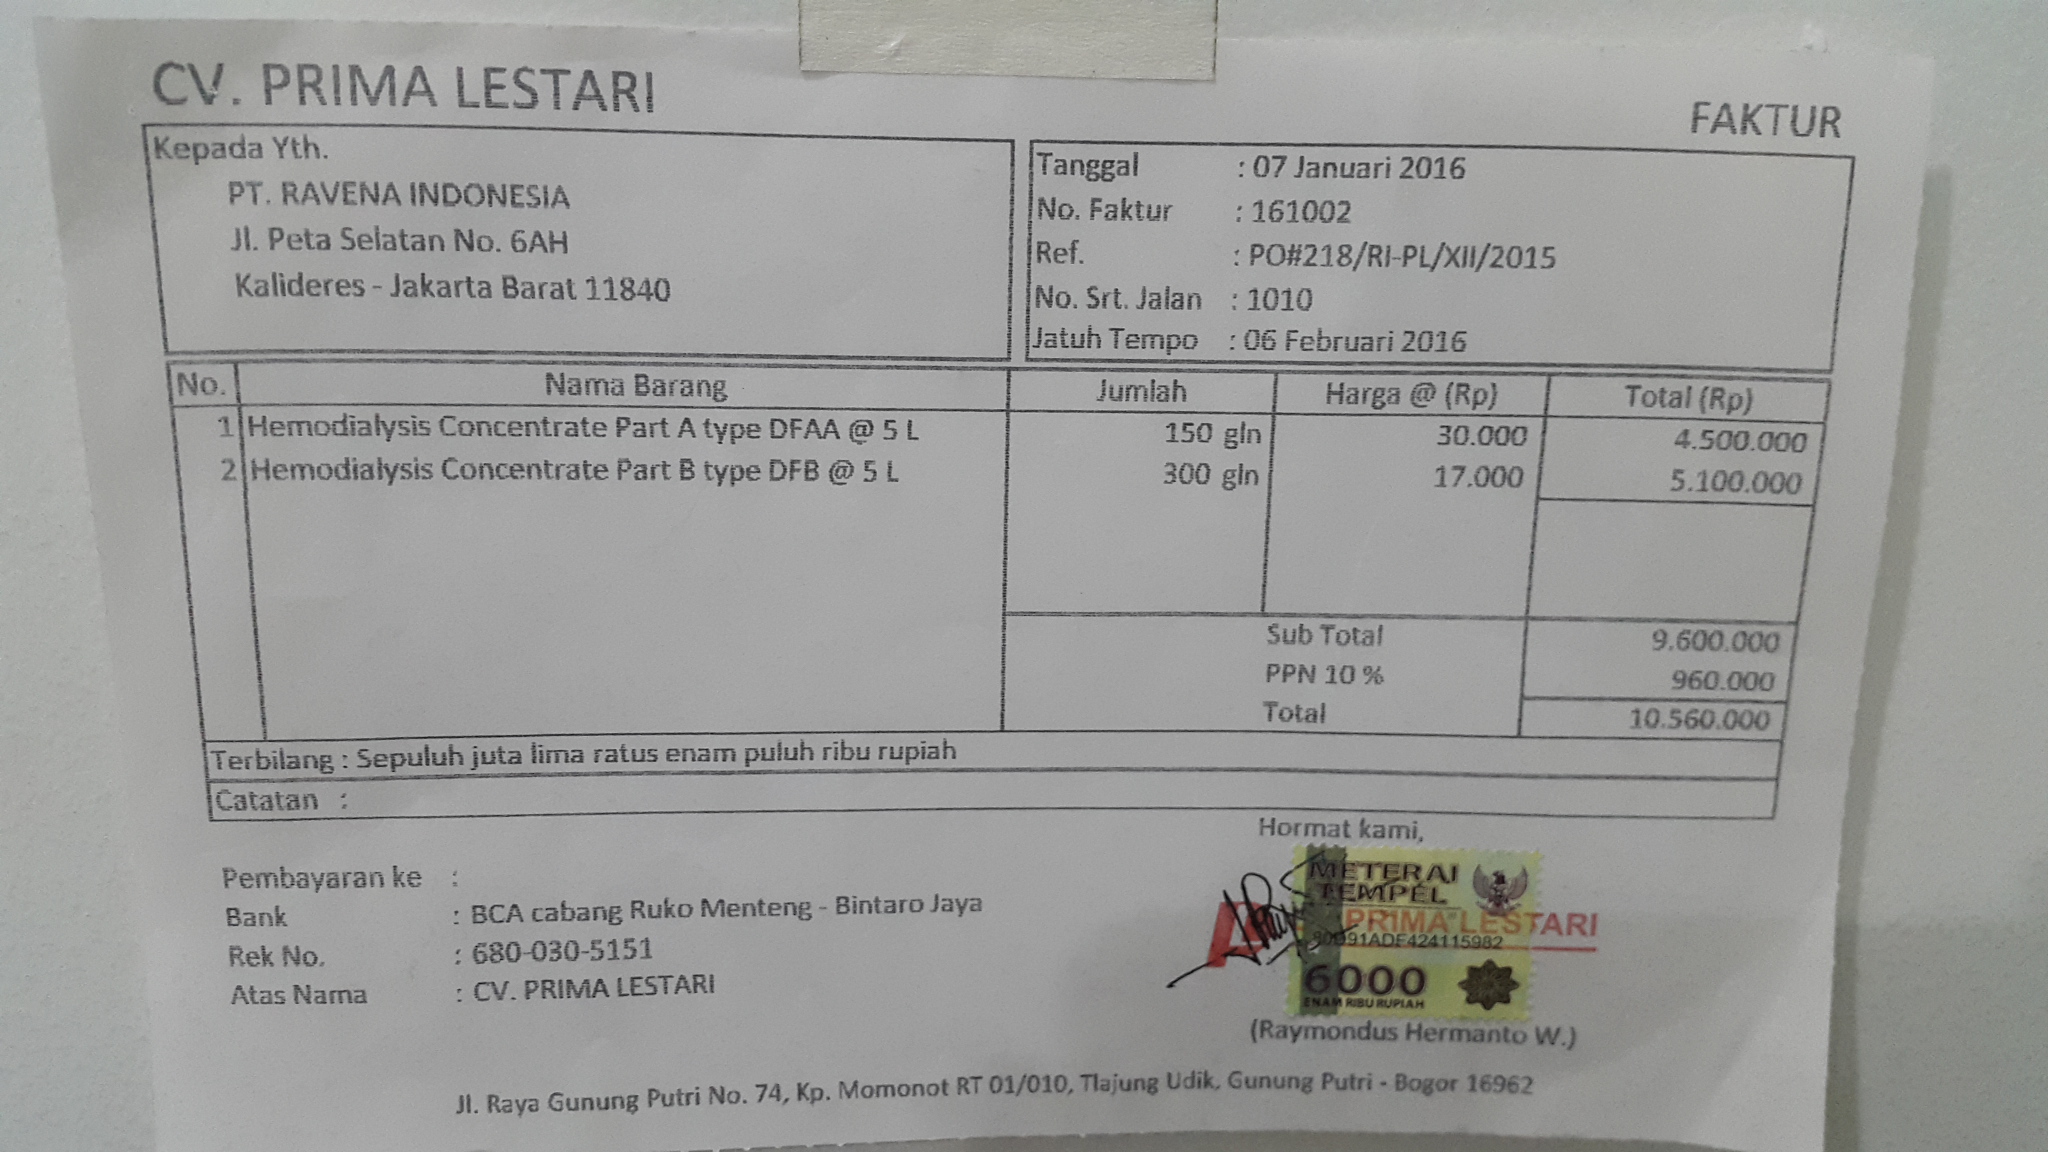 CV. PRIMA LESTARI
FAKTUR
Kepada Yth.
PT. RAVENA INDONESIA
Jl. Peta Selatan No. 6AH
Kalideres - Jakarta Barat 11840
Tanggal : 07 Januari 2016
No. Faktur : 161002
Ref. : PO#218/RI-PL/XII/2015
No. Srt. Jalan : 1010
Jatuh Tempo : 06 Februari 2016
No. Nama Barang Jumlah Harga @ (Rp) Total (Rp)
1 Hemodialysis Concentrate Part A type DFAA @ 5 L 150 gln 30.000 4.500.000
2 Hemodialysis Concentrate Part B type DFB @ 5 L 300 gln 17.000 5.100.000
Sub Total 9.600.000
PPN 10 % 960.000
Total 10.560.000
Terbilang : Sepuluh juta lima ratus enam puluh ribu rupiah
Catatan :
Hormat kami,
Pembayaran ke :
Bank : BCA cabang Ruko Menteng - Bintaro Jaya
Rek No. : 680-030-5151
Atas Nama : CV. PRIMA LESTARI
METERAI
TEMPEL
PRIMA LESTARI
6000
ENAM RIBU RUPIAH
(Raymondus Hermanto W.)
Jl. Raya Gunung Putri No. 74, Kp. Momonot RT 01/010, Tlajung Udik, Gunung Putri - Bogor 16962